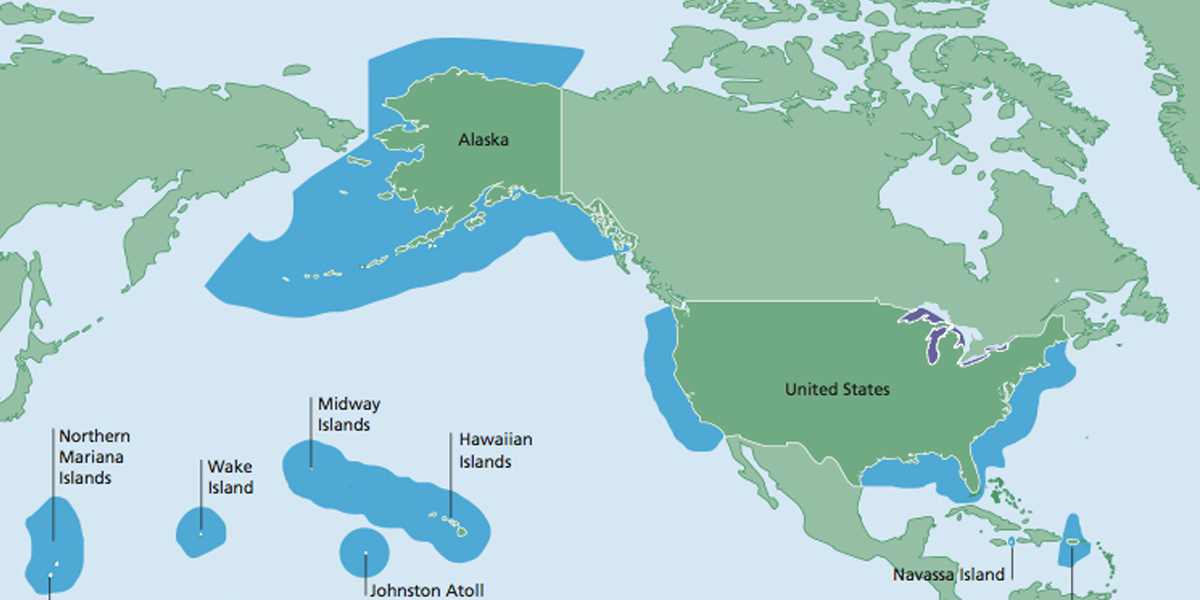 Alaska
United States
Midway
Islands
Northern
Mariana
Islands
Hawaiian
Islands
Wake
Island
Navassa Island
Johnston Atoll